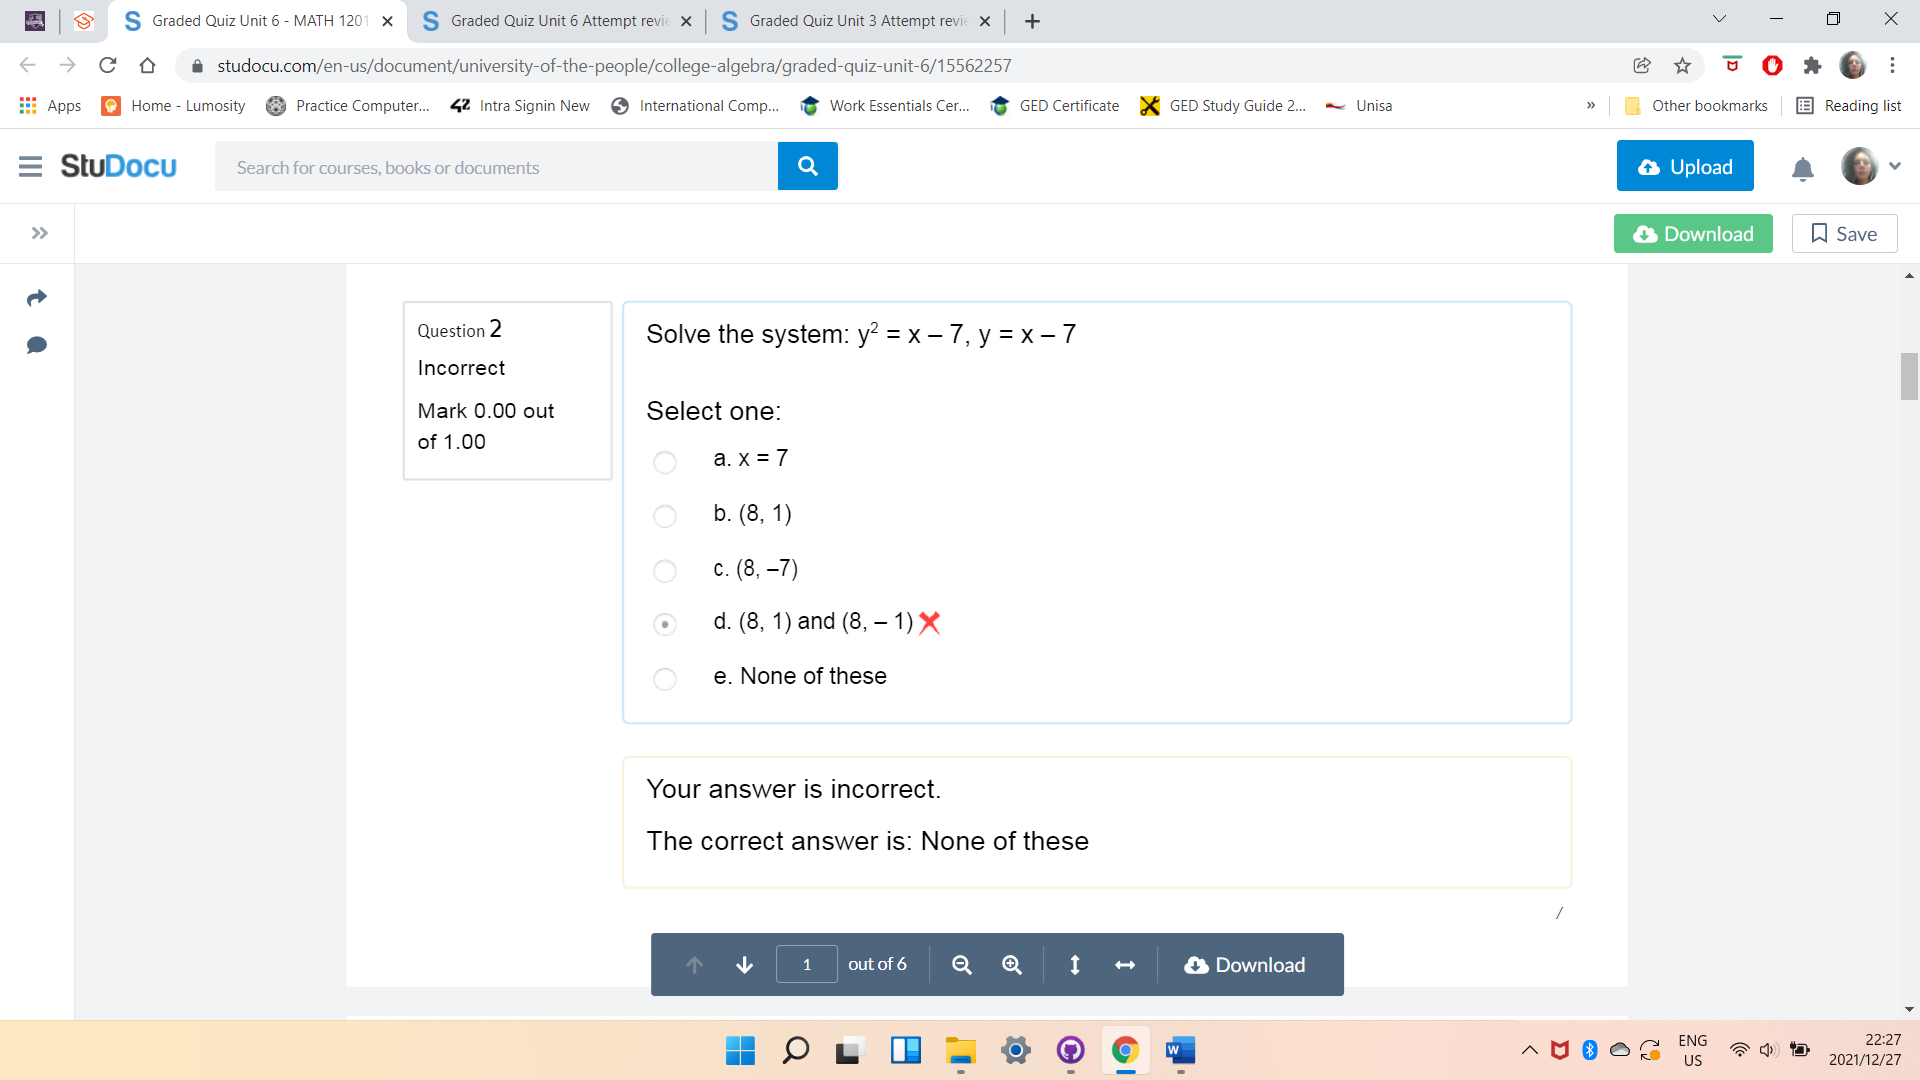 Graded Quiz Unit 6 - MATH 1201
Graded Quiz Unit 6 Attempt revie
Graded Quiz Unit 3 Attempt revie
studocu.com/en-us/document/university-of-the-people/college-algebra/graded-quiz-unit-6/15562257
Apps
Home - Lumosity
Practice Computer...
Intra Signin New
International Comp...
Work Essentials Cer...
GED Certificate
GED Study Guide 2...
Unisa
»
Other bookmarks
Reading list
StuDocu
Search for courses, books or documents
Upload
Download
Save
Question 2
Incorrect
Mark 0.00 out
of 1.00
Solve the system: y² = x – 7, y = x – 7
Select one:
a. x = 7
b. (8, 1)
c. (8, –7)
d. (8, 1) and (8, – 1)
e. None of these
Your answer is incorrect.
The correct answer is: None of these
/
1 out of 6
Download
ENG
US
22:27
2021/12/27